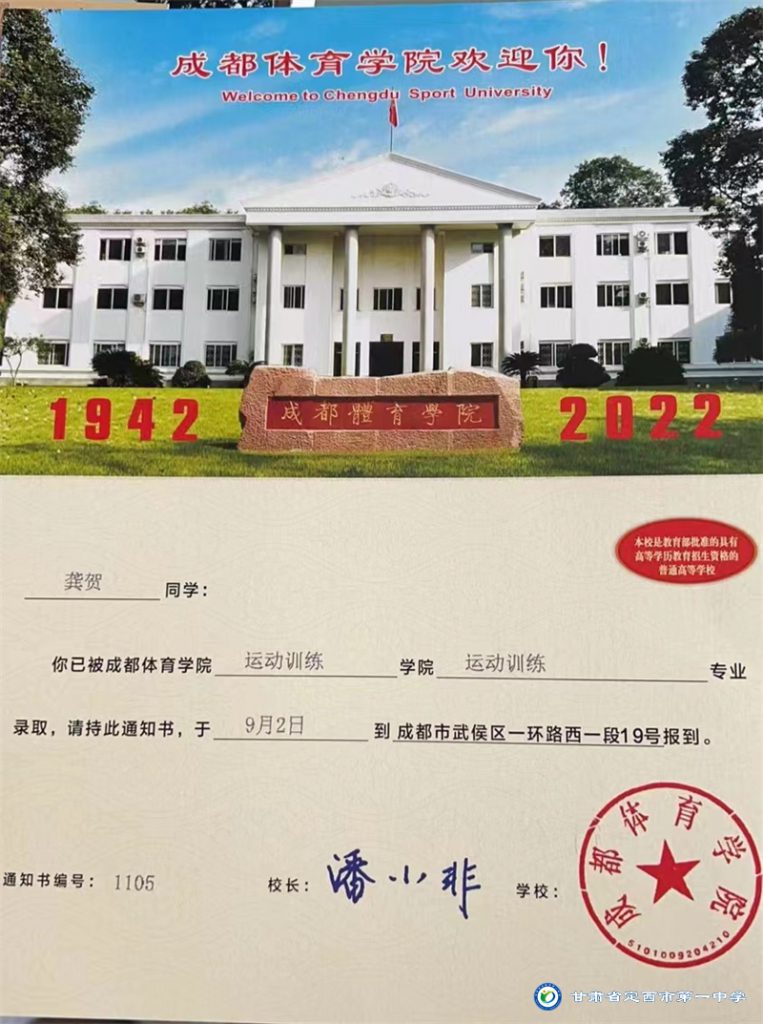 成都体育学院欢迎你！
Welcome to Chengdu Sport University
1942
成都體育學院
2022
本校是教育部批准的具有
高等学历教育招生资格的
普通高等学校
龚贺 同学：
你已被成都体育学院 运动训练 学院 运动训练 专业
录取，请持此通知书，于 9月2日 到 成都市武侯区一环路西一段19号报到。
通知书编号： 1105 校长： 潘小非 学校：
成都体育学院
5101009204210
甘肃省定西市第一中学